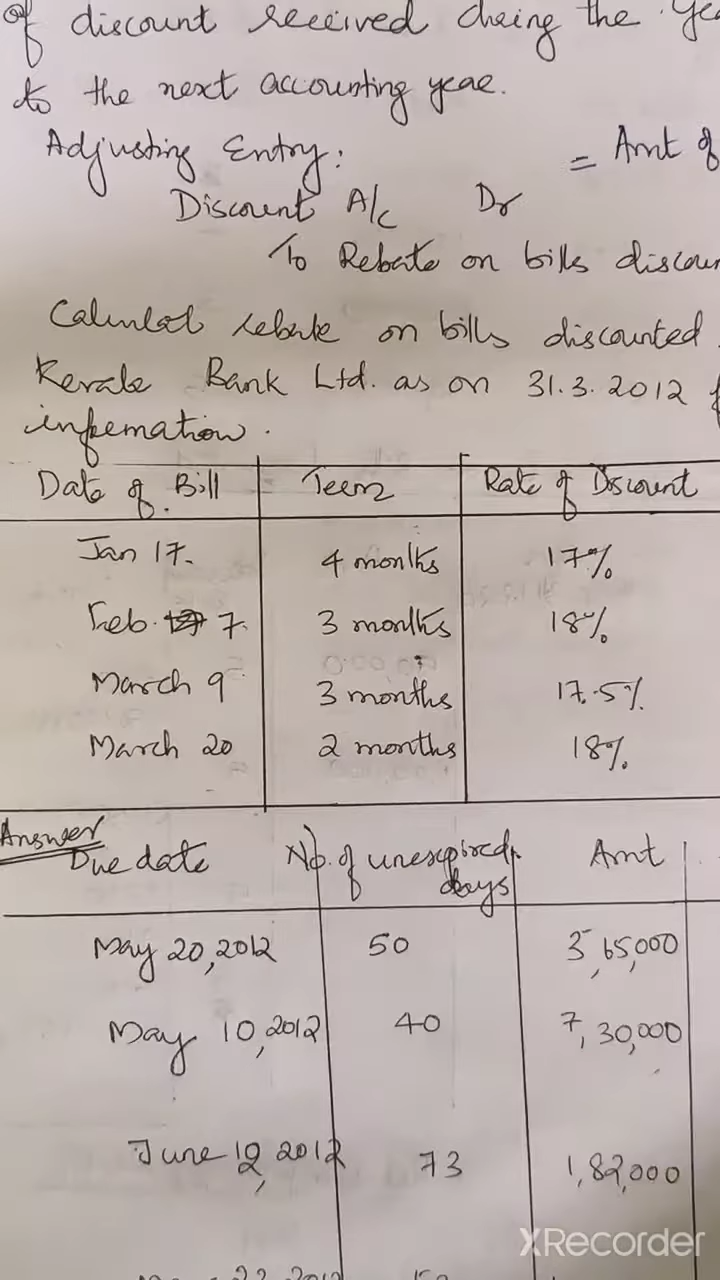 of discount received during the Yea
to the next accounting year.
Adjusting Entry:
= Amt of
Discount A/c Dr
To Rebate on bills discoun
Calculat rebate on bills discounted
Kerala Bank Ltd. as on 31.3.2012 f
information.
Date of Bill Term Rate of Discount
Jan 17. 4 months 17%
Feb. 7. 3 months 18%
March 9 3 months 17.5%
March 20 2 months 18%
Answer
Due date No. of unexpired days Amt
May 20, 2012 50 3,65,000
May 10, 2012 40 7,30,000
June 12, 2012 73 1,82,000
XRecorder